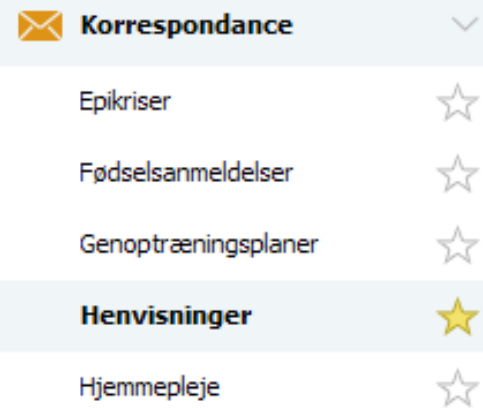 Korrespondance
Epikriser
Fødselsanmeldelser
Genoptræningsplaner
Henvisninger
Hjemmepleje